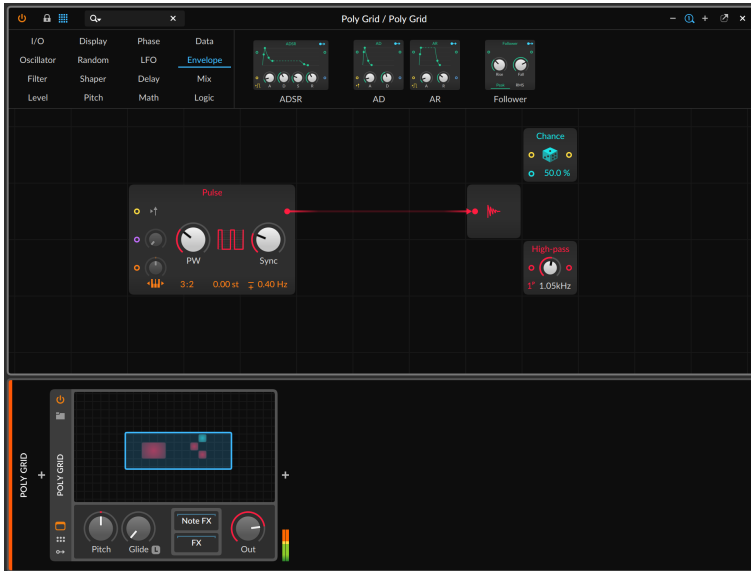 Poly Grid / Poly Grid
I/O Display Phase Data
Oscillator Random LFO Envelope
Filter Shaper Delay Mix
Level Pitch Math Logic
ADSR
A D S R
ADSR
AD
A D
AD
AR
A R
AR
Follower
Rise Fall
Peak RMS
Follower
Chance
50.0 %
Pulse
PW
Sync
3:2 0.00 st 0.40 Hz
High-pass
1.05kHz
POLY GRID
POLY GRID
Pitch
Glide L
Note FX
FX
Out